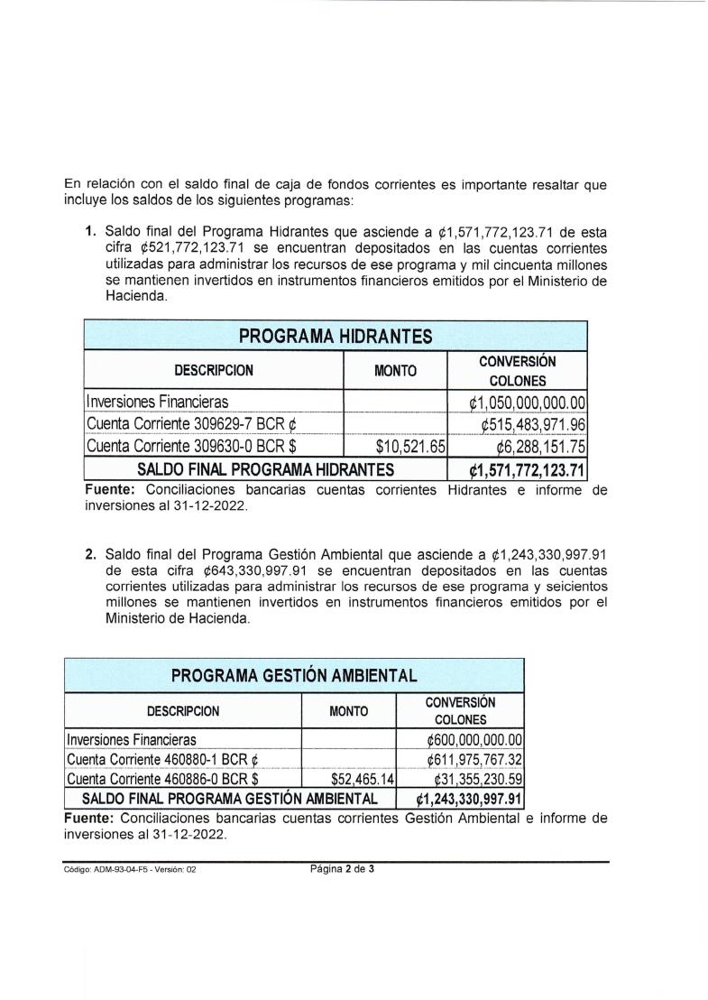 En relación con el saldo final de caja de fondos corrientes es importante resaltar que
incluye los saldos de los siguientes programas:
1. Saldo final del Programa Hidrantes que asciende a ₡1,571,772,123.71 de esta
cifra ₡521,772,123.71 se encuentran depositados en las cuentas corrientes
utilizadas para administrar los recursos de ese programa y mil cincuenta millones
se mantienen invertidos en instrumentos financieros emitidos por el Ministerio de
Hacienda.
PROGRAMA HIDRANTES
DESCRIPCION MONTO CONVERSIÓN
COLONES
Inversiones Financieras ₡1,050,000,000.00
Cuenta Corriente 309629-7 BCR ₡ ₡515,483,971.96
Cuenta Corriente 309630-0 BCR $ $10,521.65 ₡6,288,151.75
SALDO FINAL PROGRAMA HIDRANTES ₡1,571,772,123.71
Fuente: Conciliaciones bancarias cuentas corrientes Hidrantes e informe de
inversiones al 31-12-2022.
2. Saldo final del Programa Gestión Ambiental que asciende a ₡1,243,330,997.91
de esta cifra ₡643,330,997.91 se encuentran depositados en las cuentas
corrientes utilizadas para administrar los recursos de ese programa y seicientos
millones se mantienen invertidos en instrumentos financieros emitidos por el
Ministerio de Hacienda.
PROGRAMA GESTIÓN AMBIENTAL
DESCRIPCION MONTO CONVERSIÓN
COLONES
Inversiones Financieras ₡600,000,000.00
Cuenta Corriente 460880-1 BCR ₡ ₡611,975,767.32
Cuenta Corriente 460886-0 BCR $ $52,465.14 ₡31,355,230.59
SALDO FINAL PROGRAMA GESTIÓN AMBIENTAL ₡1,243,330,997.91
Fuente: Conciliaciones bancarias cuentas corrientes Gestión Ambiental e informe de
inversiones al 31-12-2022.
Código: ADM-93-04-F5 - Versión: 02 Página 2 de 3